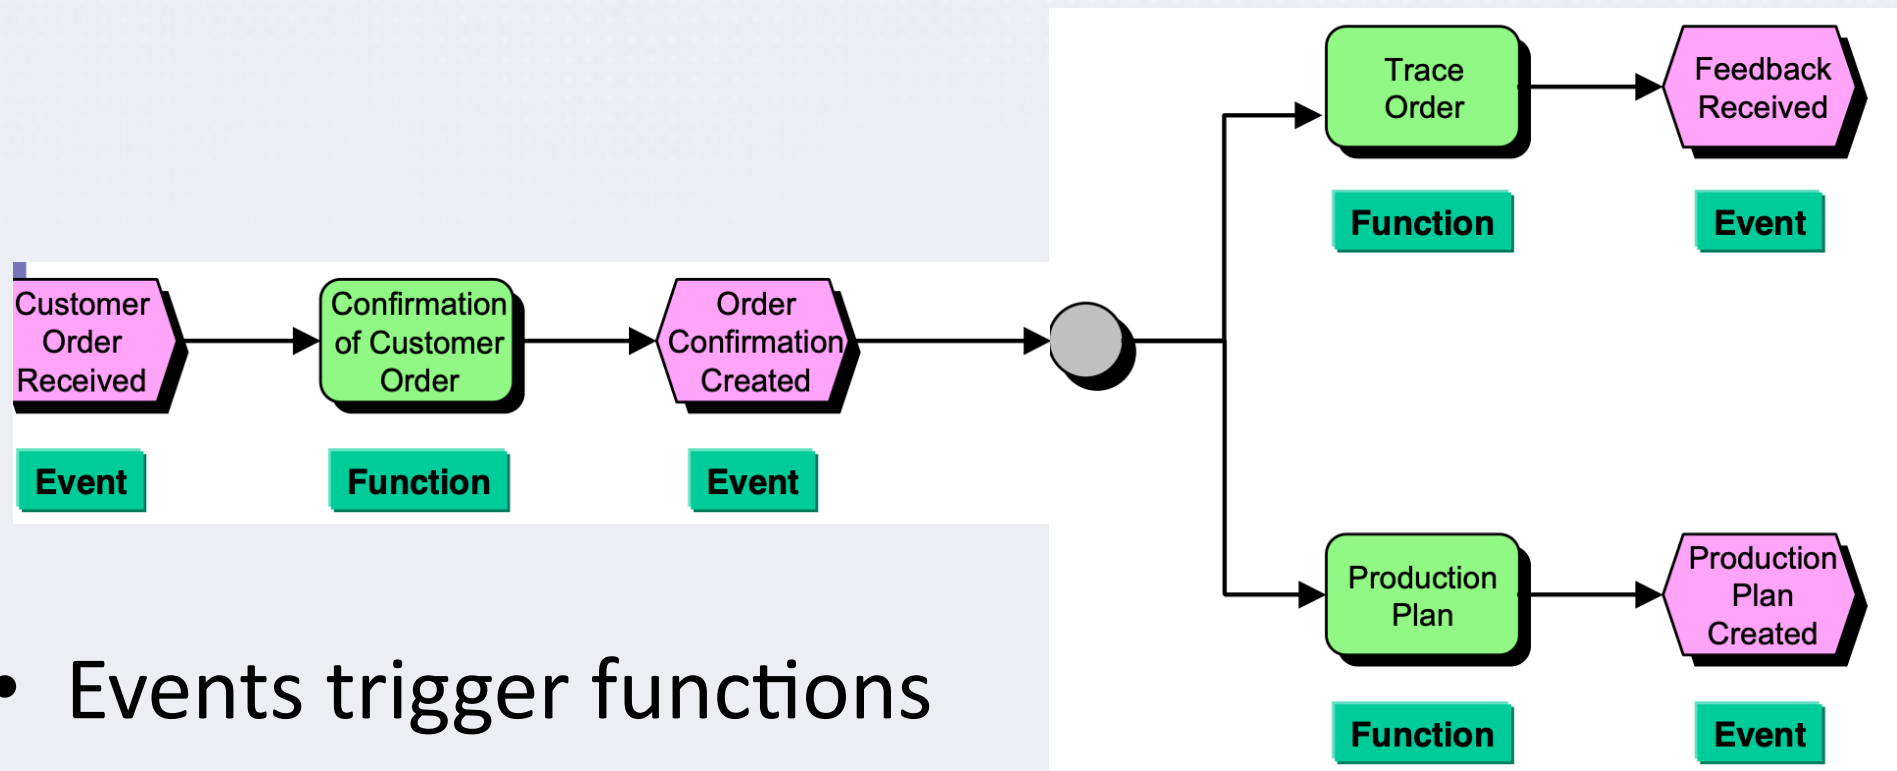 Trace
Order
Feedback
Received
Function
Event
Customer
Order
Received
Confirmation
of Customer
Order
Order
Confirmation
Created
Event
Function
Event
Production
Plan
Production
Plan
Created
Function
Event
• Events trigger functions